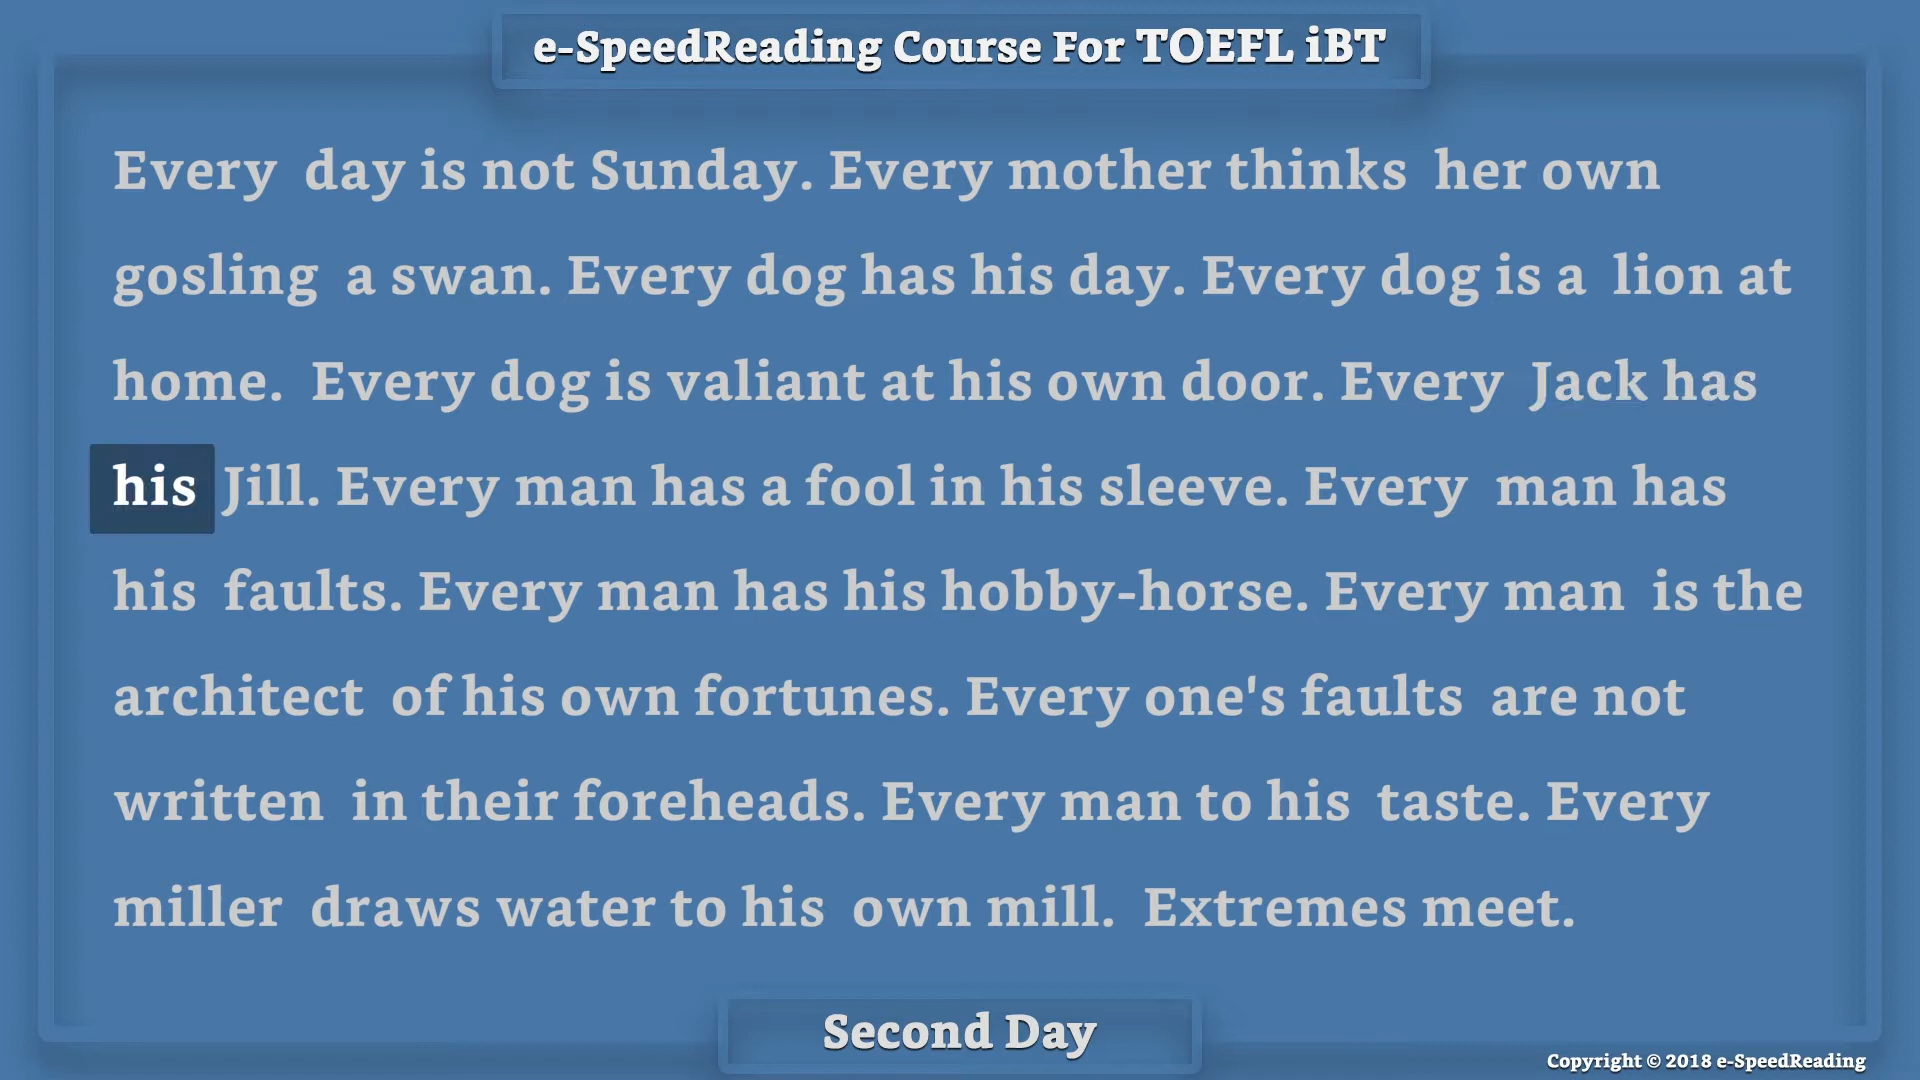 e-SpeedReading Course For TOEFL iBT
Every day is not Sunday. Every mother thinks her own
gosling a swan. Every dog has his day. Every dog is a lion at
home. Every dog is valiant at his own door. Every Jack has
his Jill. Every man has a fool in his sleeve. Every man has
his faults. Every man has his hobby-horse. Every man is the
architect of his own fortunes. Every one's faults are not
written in their foreheads. Every man to his taste. Every
miller draws water to his own mill. Extremes meet.
Second Day
Copyright © 2018 e-SpeedReading